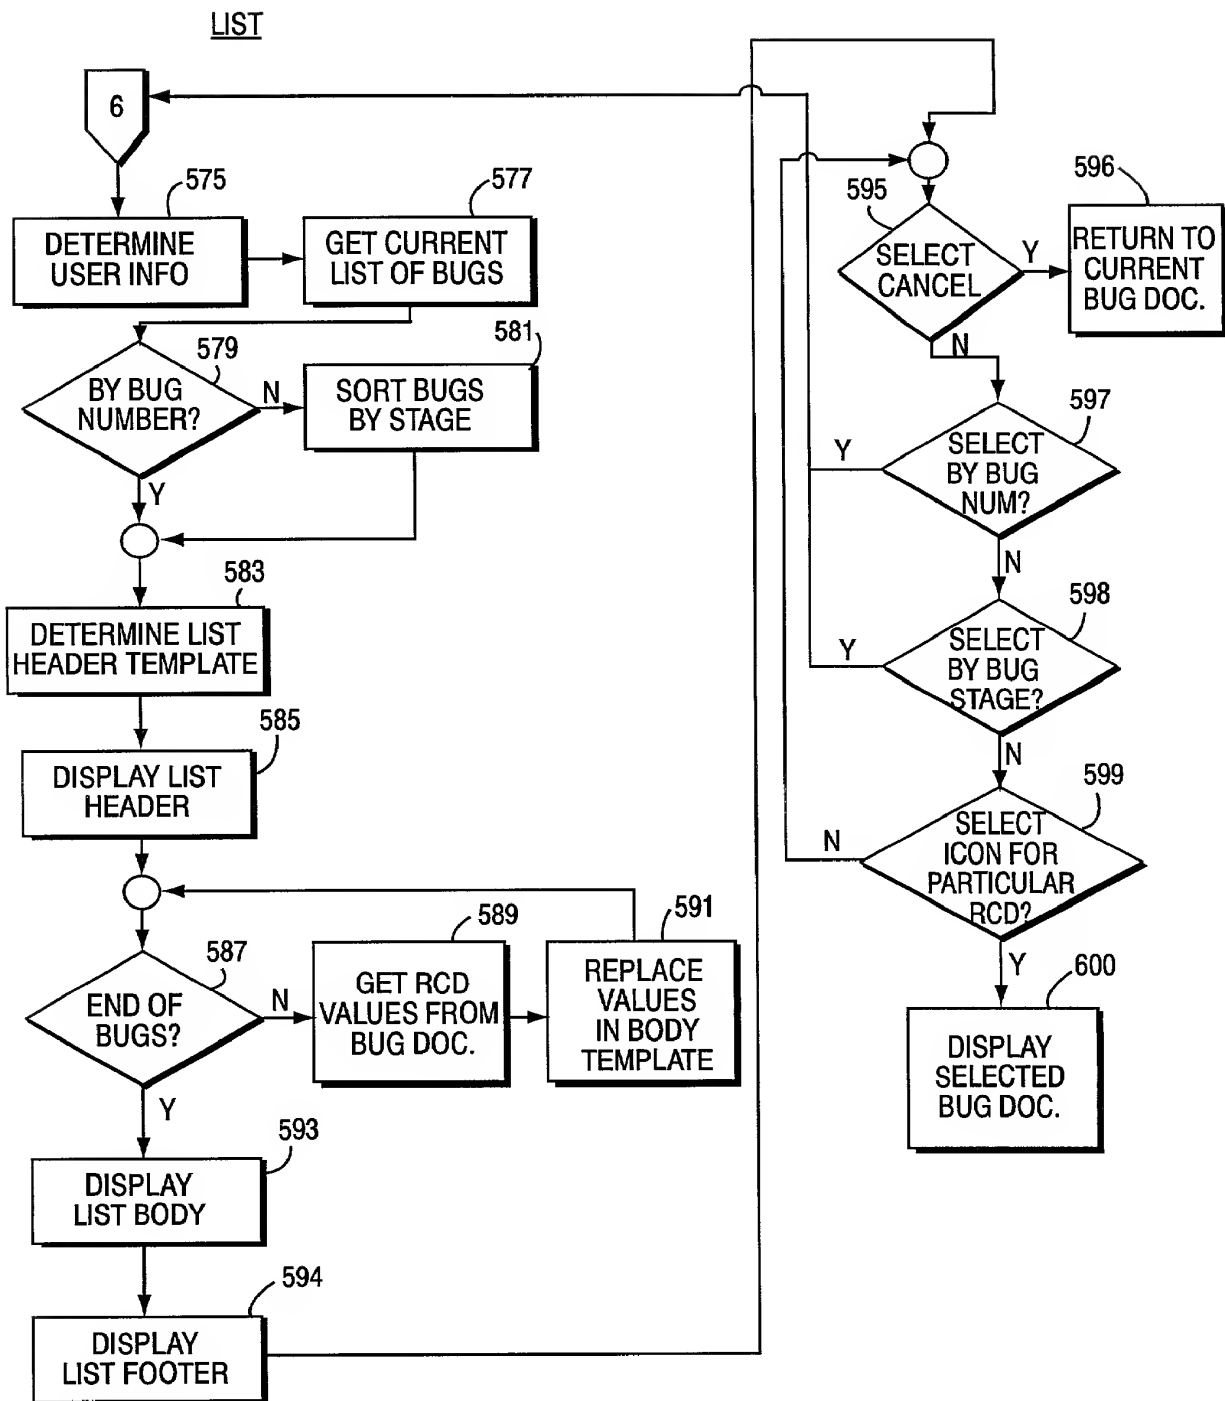 LIST
6
575
DETERMINE
USER INFO
577
GET CURRENT
LIST OF BUGS
579
BY BUG
NUMBER?
N
Y
581
SORT BUGS
BY STAGE
583
DETERMINE LIST
HEADER TEMPLATE
585
DISPLAY LIST
HEADER
587
END OF
BUGS?
N
Y
589
GET RCD
VALUES FROM
BUG DOC.
591
REPLACE
VALUES
IN BODY
TEMPLATE
593
DISPLAY
LIST BODY
594
DISPLAY
LIST FOOTER
595
SELECT
CANCEL
Y
N
596
RETURN TO
CURRENT
BUG DOC.
597
SELECT
BY BUG
NUM?
Y
N
598
SELECT
BY BUG
STAGE?
Y
N
599
SELECT
ICON FOR
PARTICULAR
RCD?
N
Y
600
DISPLAY
SELECTED
BUG DOC.